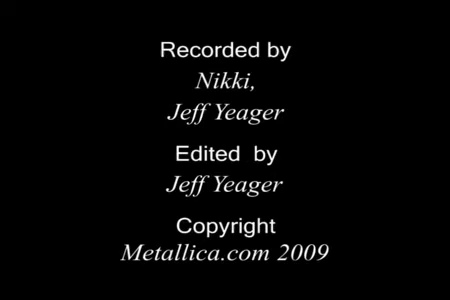 Recorded by
Nikki,
Jeff Yeager
Edited by
Jeff Yeager
Copyright
Metallica.com 2009